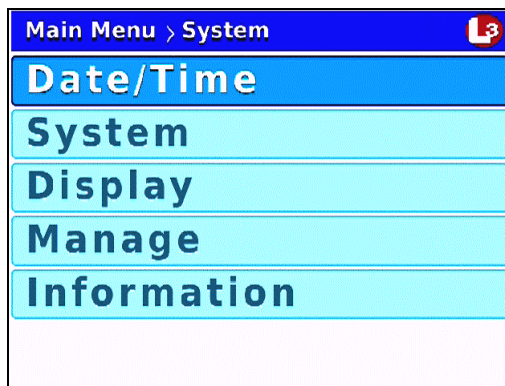 Main Menu > System
L3
Date/Time
System
Display
Manage
Information